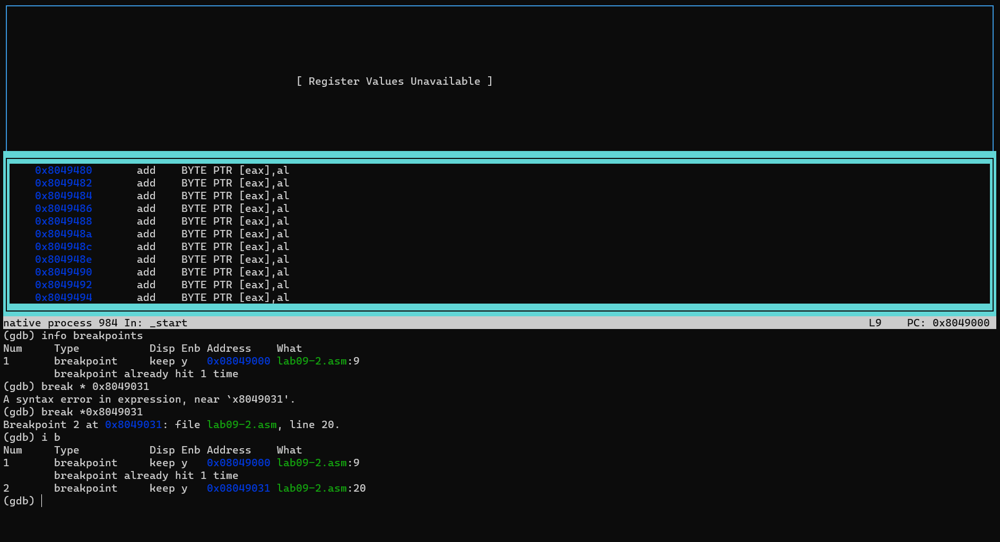 [ Register Values Unavailable ]
0x8049480 add BYTE PTR [eax],al
0x8049482 add BYTE PTR [eax],al
0x8049484 add BYTE PTR [eax],al
0x8049486 add BYTE PTR [eax],al
0x8049488 add BYTE PTR [eax],al
0x804948a add BYTE PTR [eax],al
0x804948c add BYTE PTR [eax],al
0x804948e add BYTE PTR [eax],al
0x8049490 add BYTE PTR [eax],al
0x8049492 add BYTE PTR [eax],al
0x8049494 add BYTE PTR [eax],al
native process 984 In: _start L9 PC: 0x8049000
(gdb) info breakpoints
Num Type Disp Enb Address What
1 breakpoint keep y 0x08049000 lab09-2.asm:9
breakpoint already hit 1 time
(gdb) break * 0x8049031
A syntax error in expression, near `x8049031'.
(gdb) break *0x8049031
Breakpoint 2 at 0x8049031: file lab09-2.asm, line 20.
(gdb) i b
Num Type Disp Enb Address What
1 breakpoint keep y 0x08049000 lab09-2.asm:9
breakpoint already hit 1 time
2 breakpoint keep y 0x08049031 lab09-2.asm:20
(gdb)